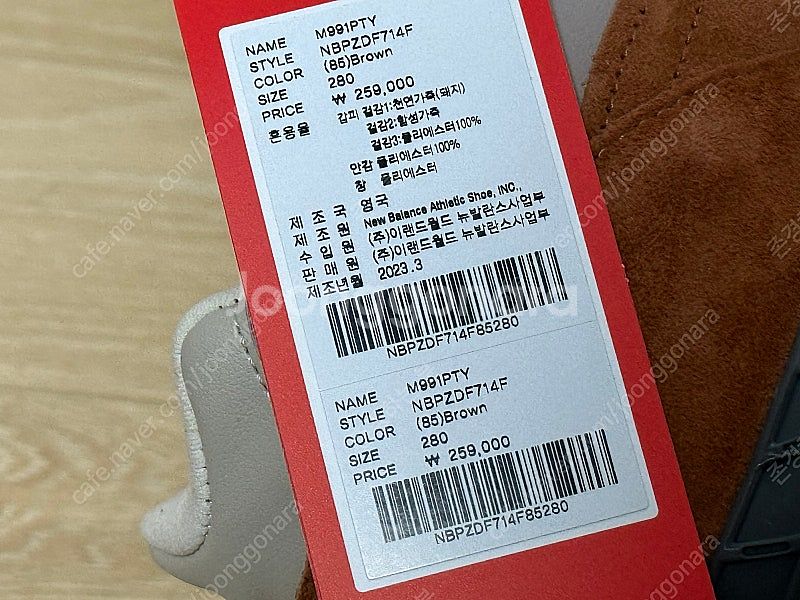 NAME M991PTY
STYLE NBPZDF714F
COLOR (85)Brown
SIZE 280
PRICE ₩ 259,000
혼용율 갑피 겉감1:천연가죽(돼지)
겉감2:합성가죽
겉감3:폴리에스터100%
안감 폴리에스터100%
창 폴리에스터
제조국 영국
제조원 New Balance Athletic Shoe, INC.,
수입원 (주)이랜드월드 뉴발란스사업부
판매원 (주)이랜드월드 뉴발란스사업부
제조년월 2023.3
NBPZDF714F85280
NAME M991PTY
STYLE NBPZDF714F
COLOR (85)Brown
SIZE 280
PRICE ₩ 259,000
NBPZDF714F85280
joonggonara
cafe.naver.com/joonggonara